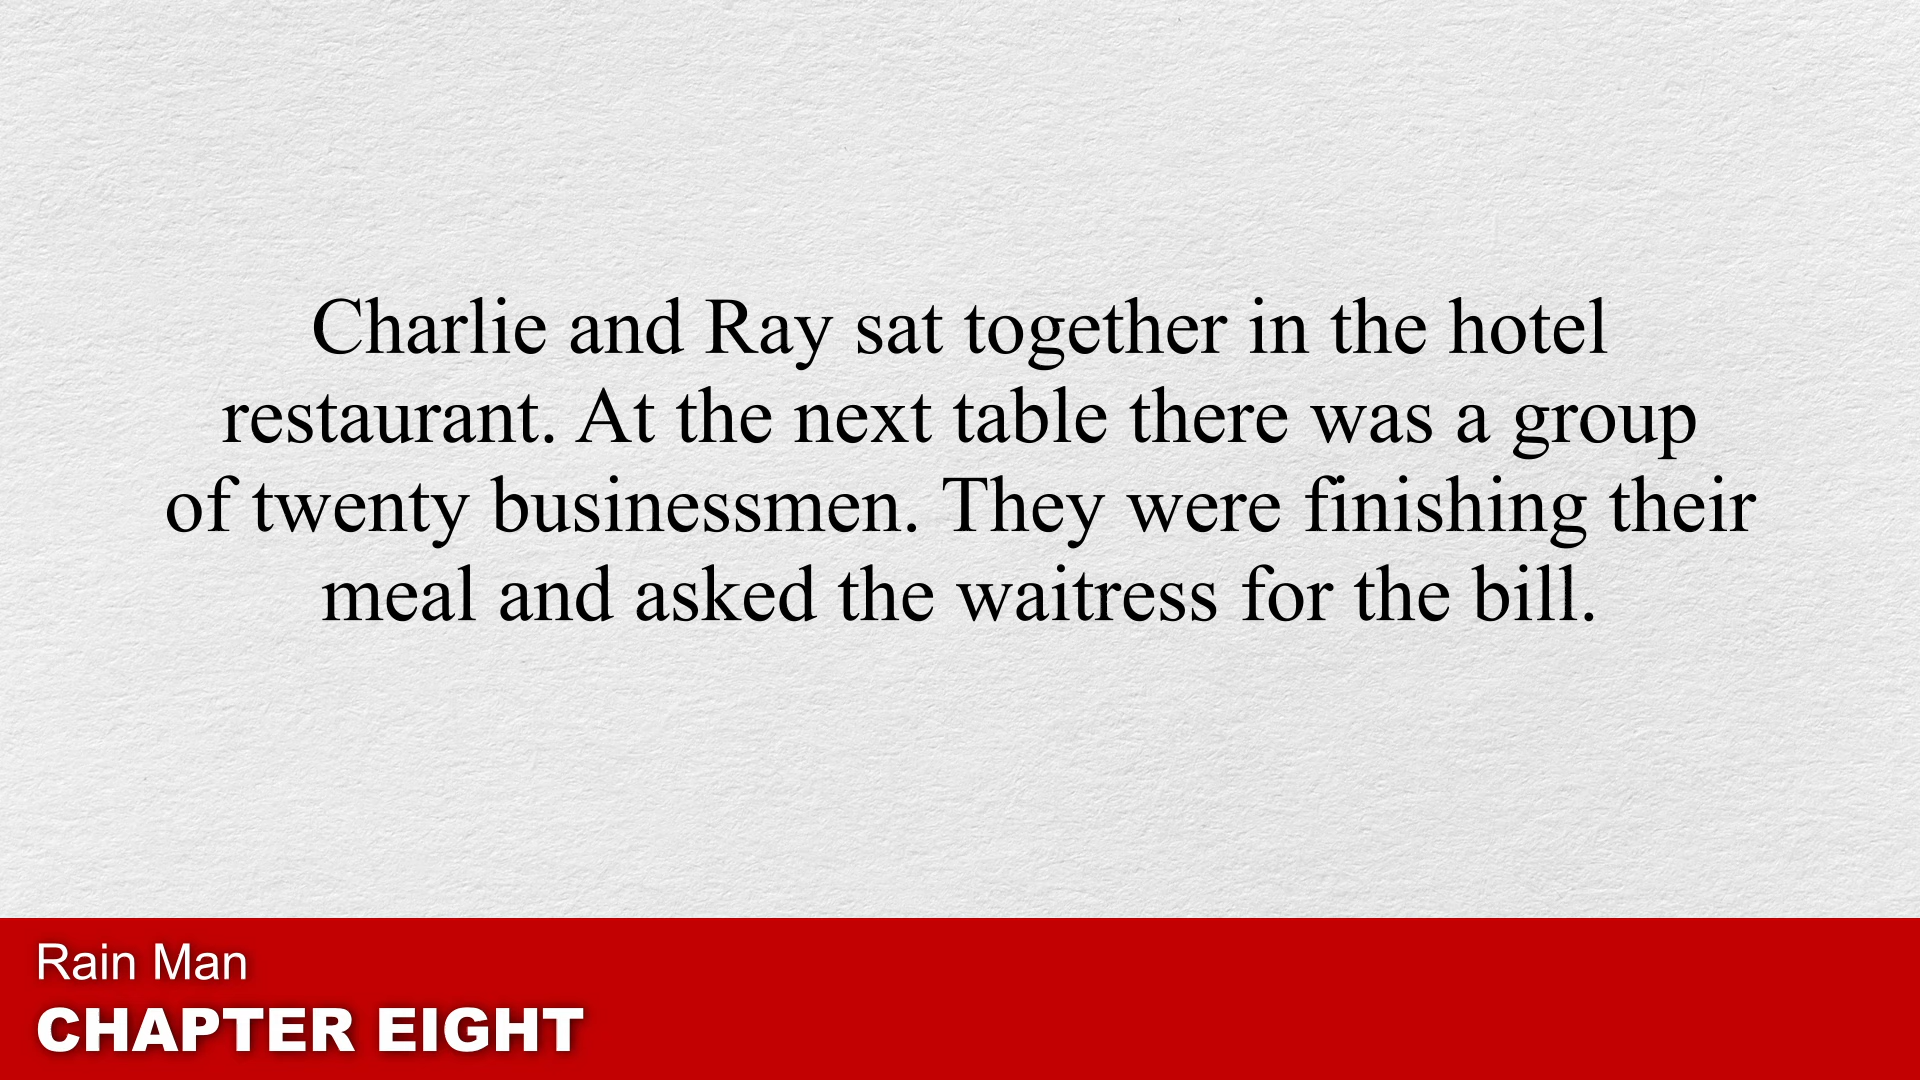 Charlie and Ray sat together in the hotel
restaurant. At the next table there was a group
of twenty businessmen. They were finishing their
meal and asked the waitress for the bill.
Rain Man
CHAPTER EIGHT